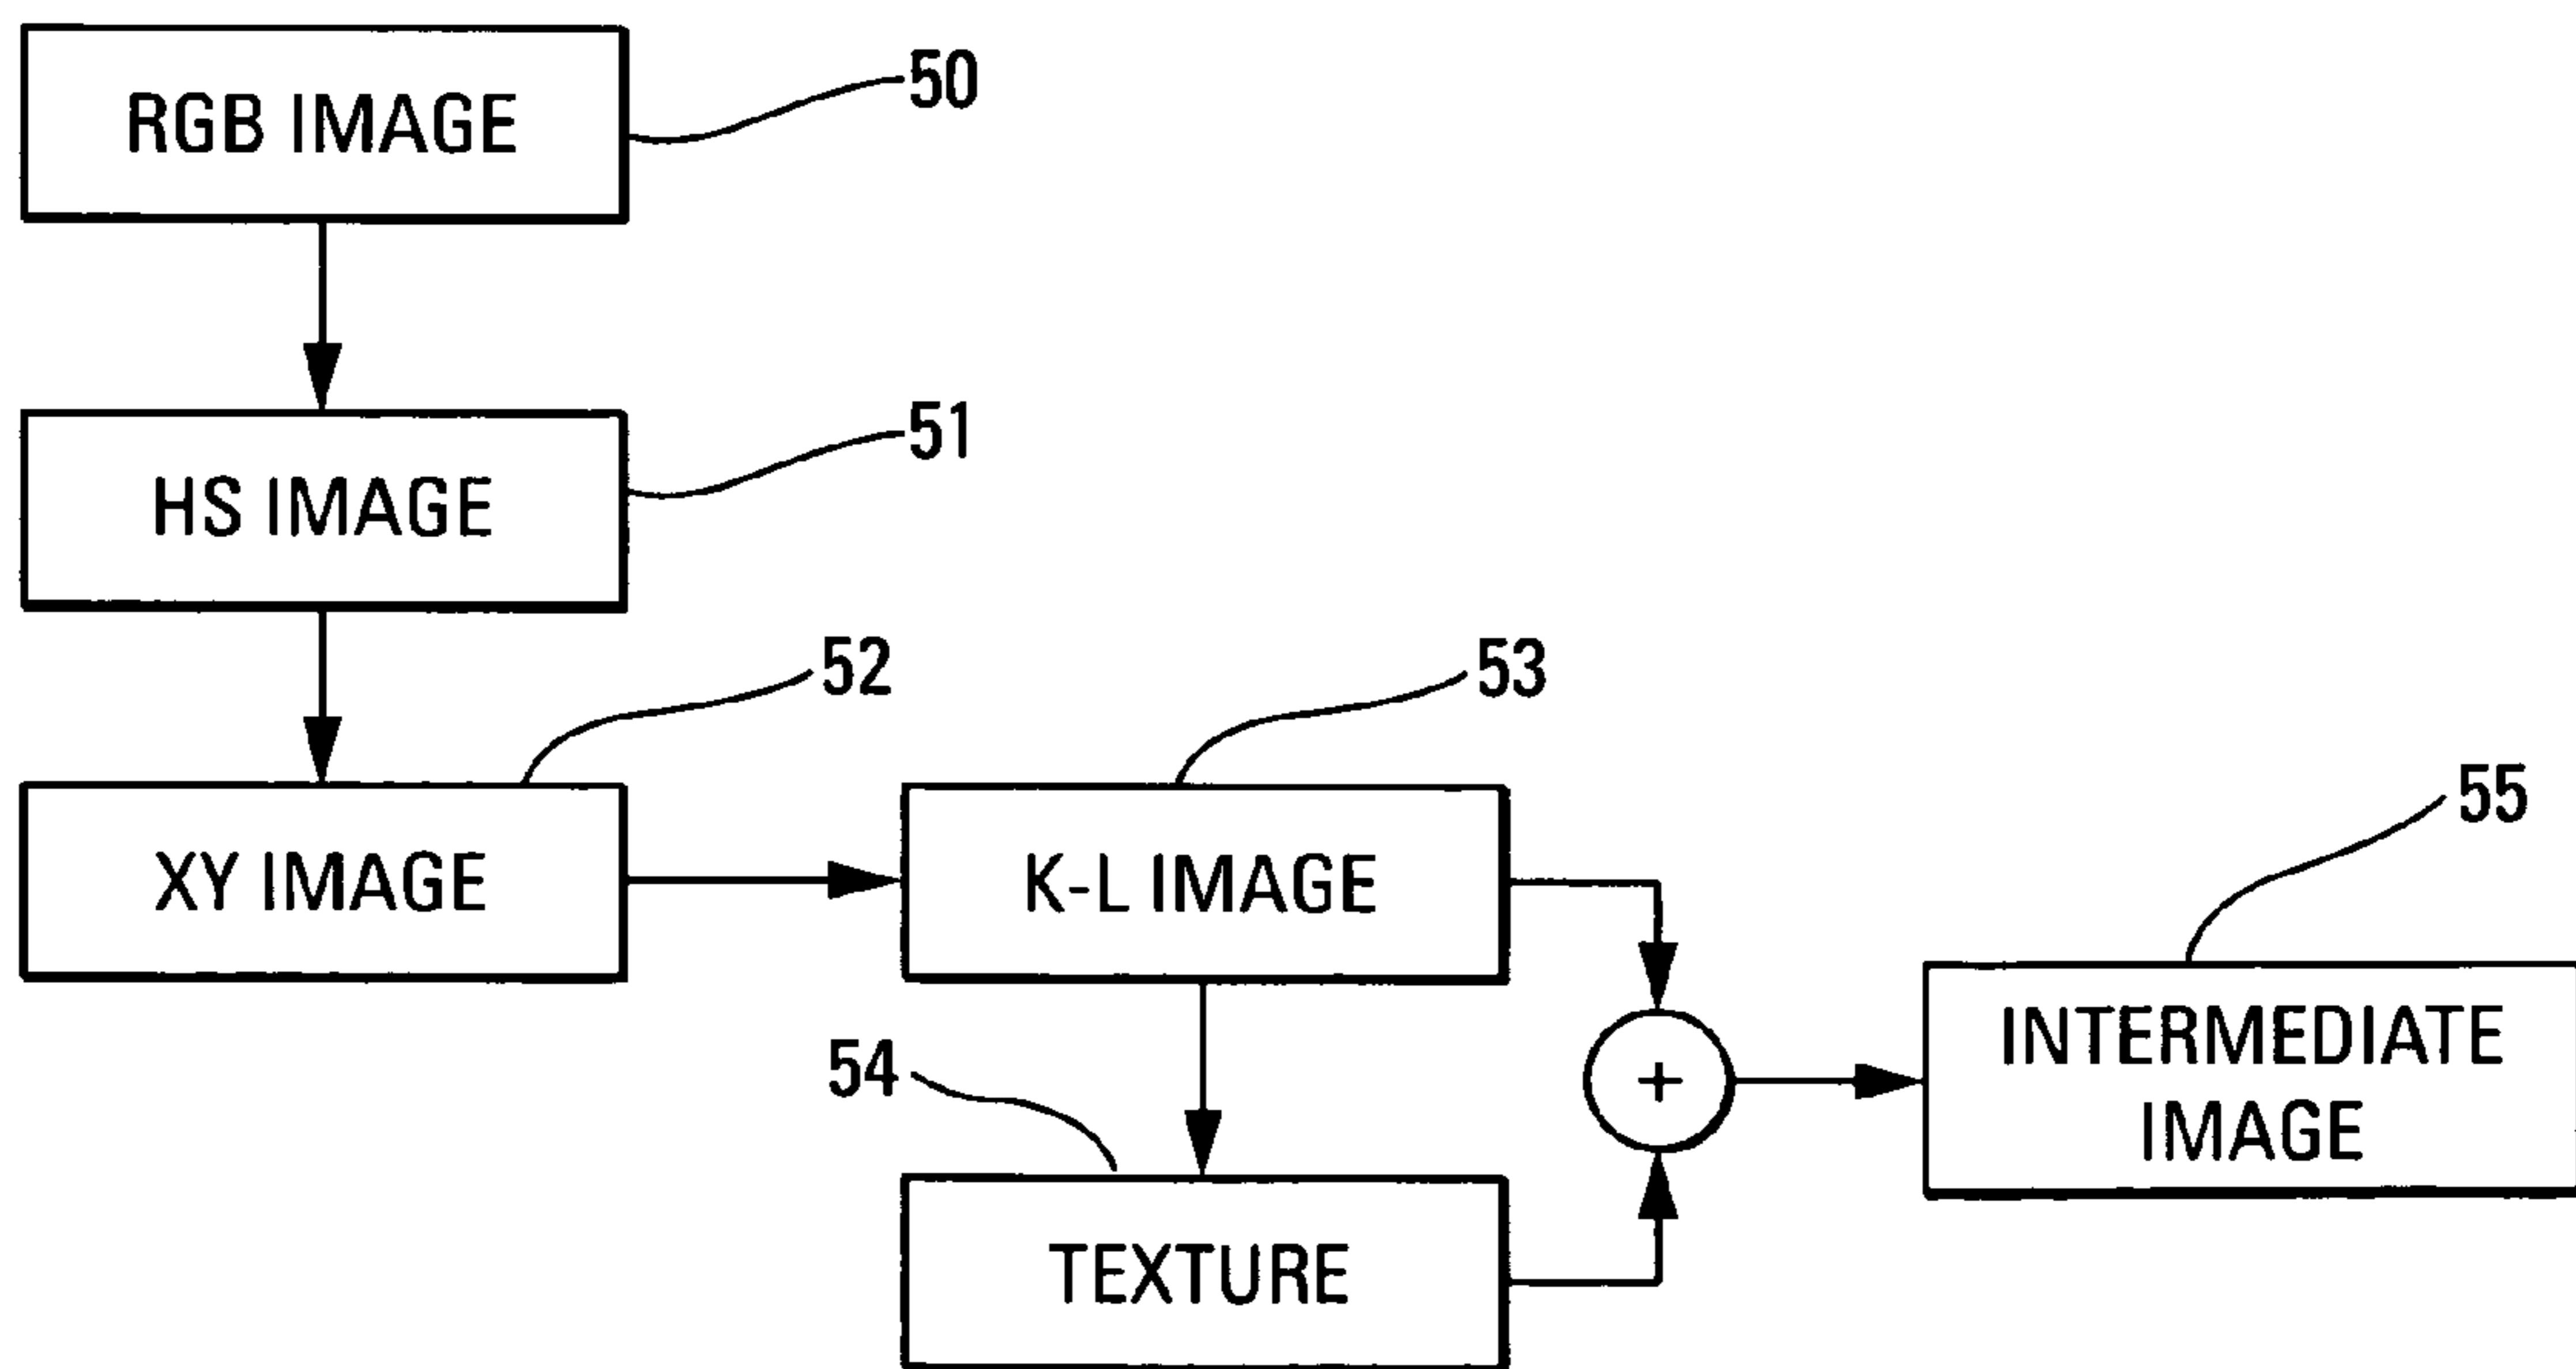 RGB IMAGE
50
HS IMAGE
51
52
XY IMAGE
53
K-L IMAGE
54
TEXTURE
+
55
INTERMEDIATE
IMAGE